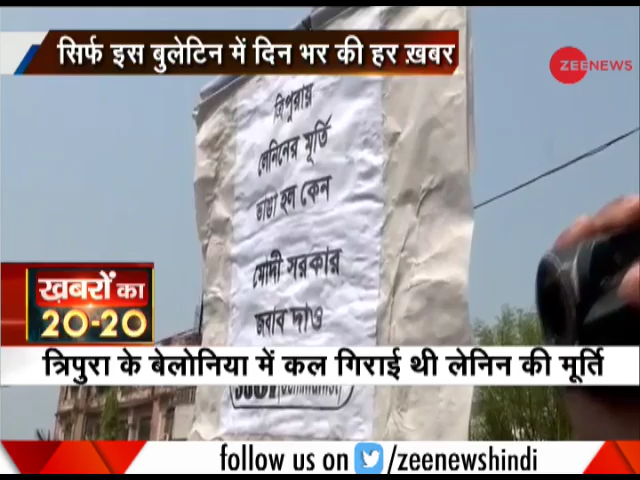 सिर्फ इस बुलेटिन में दिन भर की हर ख़बर
ZEENEWS
ত্রিপুরায়
লেনিনের মূর্তি
ভাঙা হল কেন
মোদী সরকার
জবাব দাও
ख़बरों का
20-20
त्रिपुरा के बेलोनिया में कल गिराई थी लेनिन की मूर्ति
follow us on /zeenewshindi